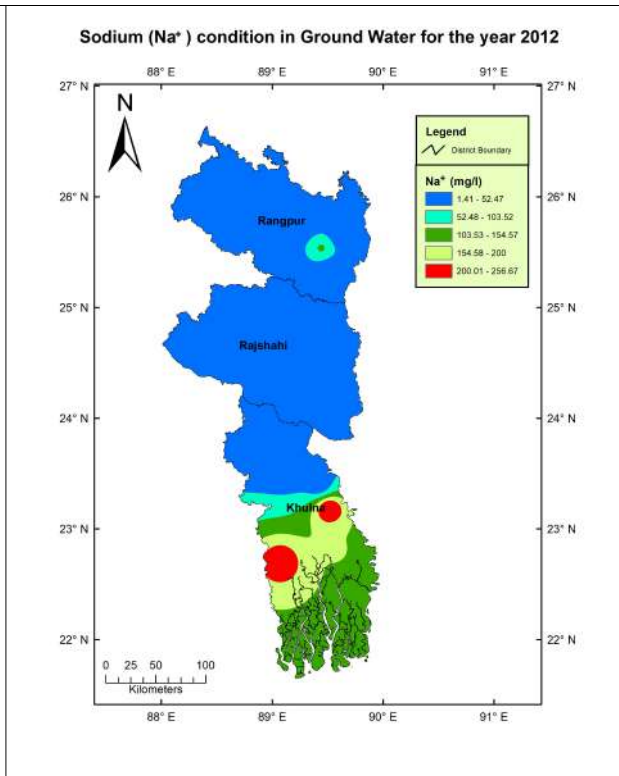 Sodium (Na⁺ ) condition in Ground Water for the year 2012
88° E 89° E 90° E 91° E
27° N 27° N
N
Legend
District Boundary
Na⁺ (mg/l)
1.41 - 52.47
52.48 - 103.52
103.53 - 154.57
154.58 - 200
200.01 - 256.67
26° N 26° N
Rangpur
25° N 25° N
Rajshahi
24° N 24° N
Khulna
23° N 23° N
22° N 22° N
0 25 50 100
Kilometers
88° E 89° E 90° E 91° E